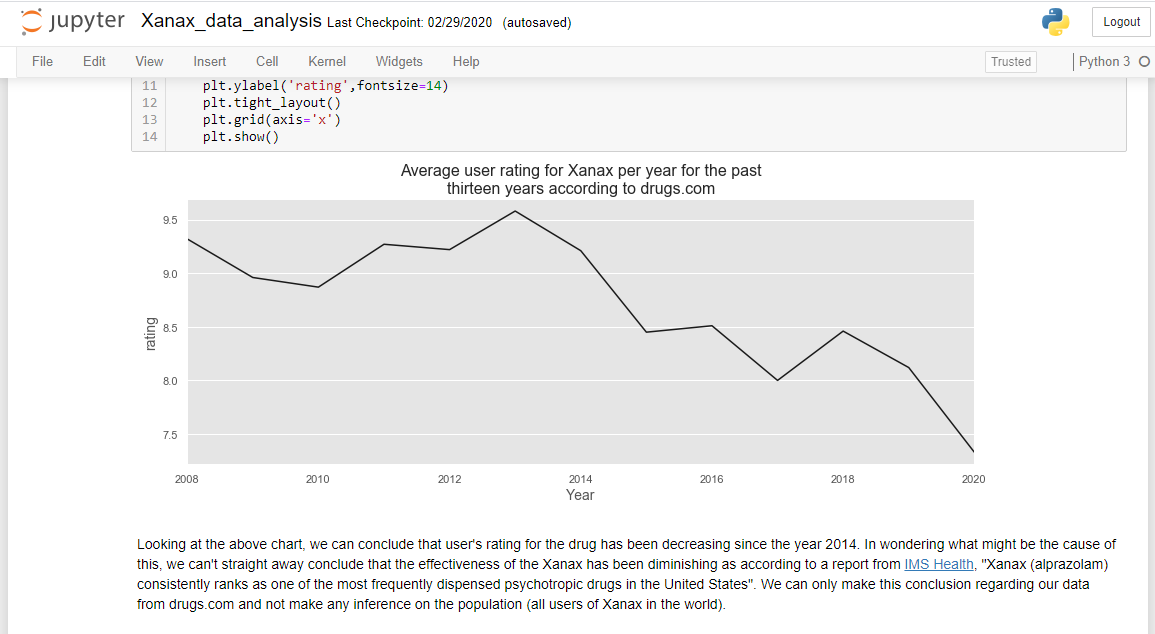 jupyter Xanax_data_analysis Last Checkpoint: 02/29/2020 (autosaved) Logout
File Edit View Insert Cell Kernel Widgets Help Trusted Python 3
11 plt.ylabel('rating',fontsize=14)
12 plt.tight_layout()
13 plt.grid(axis='x')
14 plt.show()
Average user rating for Xanax per year for the past
thirteen years according to drugs.com
9.5
9.0
8.5
8.0
7.5
rating
2008 2010 2012 2014 2016 2018 2020
Year
Looking at the above chart, we can conclude that user's rating for the drug has been decreasing since the year 2014. In wondering what might be the cause of
this, we can't straight away conclude that the effectiveness of the Xanax has been diminishing as according to a report from IMS Health, "Xanax (alprazolam)
consistently ranks as one of the most frequently dispensed psychotropic drugs in the United States". We can only make this conclusion regarding our data
from drugs.com and not make any inference on the population (all users of Xanax in the world).